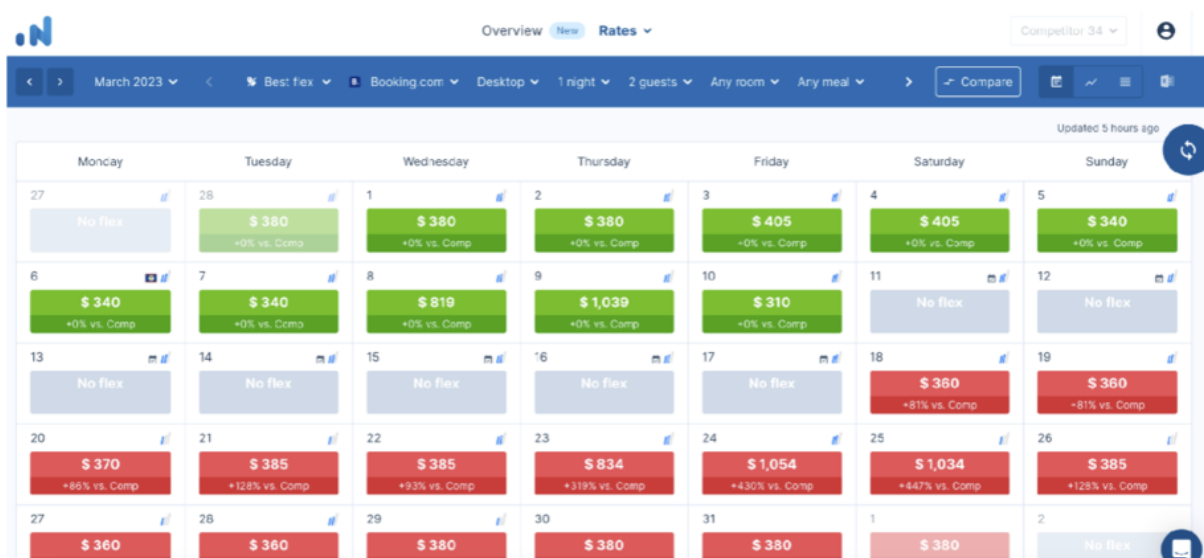 Overview New Rates
Competitor 34
March 2023 Best flex Booking.com Desktop 1 night 2 guests Any room Any meal Compare
Updated 5 hours ago
Monday Tuesday Wednesday Thursday Friday Saturday Sunday
27 28 1 2 3 4 5
No flex $ 380 $ 380 $ 380 $ 405 $ 405 $ 340
+0% vs. Comp +0% vs. Comp +0% vs. Comp +0% vs. Comp +0% vs. Comp +0% vs. Comp
6 7 8 9 10 11 12
$ 340 $ 340 $ 819 $ 1,039 $ 310 No flex No flex
+0% vs. Comp +0% vs. Comp +0% vs. Comp +0% vs. Comp +0% vs. Comp
13 14 15 16 17 18 19
No flex No flex No flex No flex No flex $ 360 $ 360
+81% vs. Comp +81% vs. Comp
20 21 22 23 24 25 26
$ 370 $ 385 $ 385 $ 834 $ 1,054 $ 1,034 $ 385
+86% vs. Comp +128% vs. Comp +93% vs. Comp +319% vs. Comp +430% vs. Comp +447% vs. Comp +128% vs. Comp
27 28 29 30 31 1 2
$ 360 $ 360 $ 380 $ 380 $ 380 $ 380 No flex